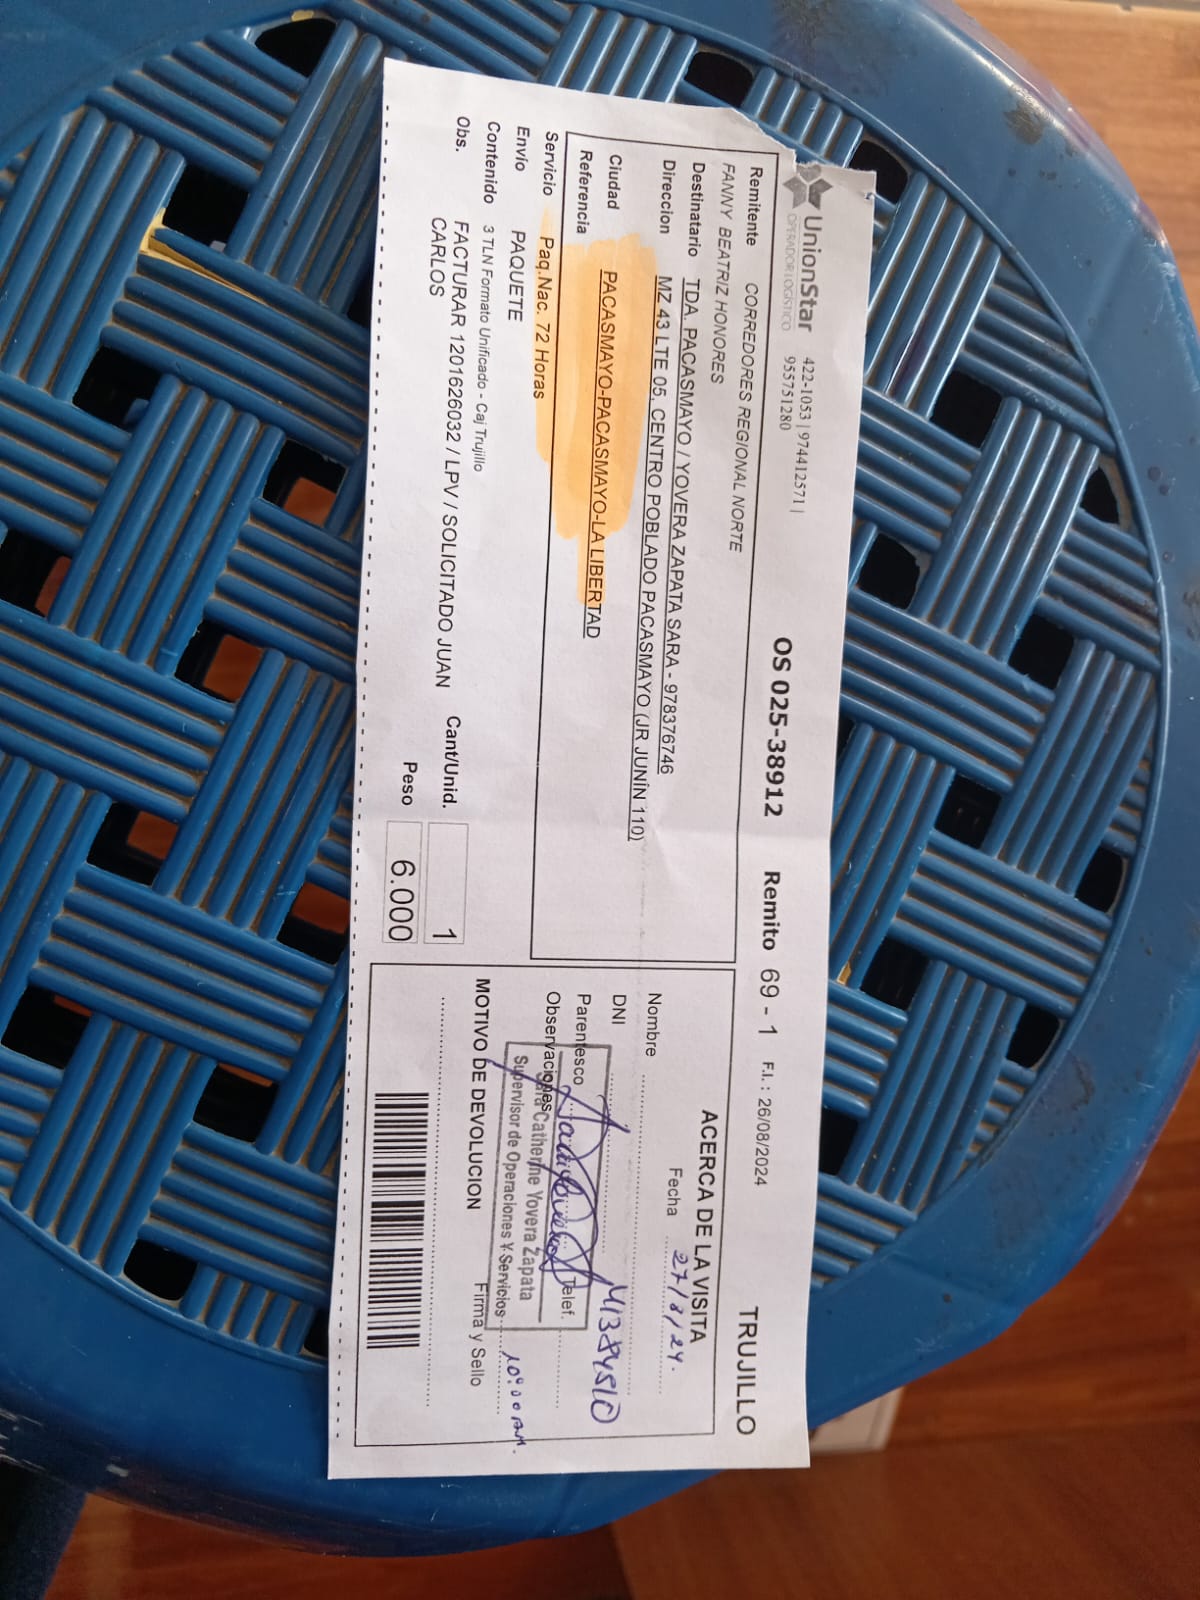 UnionStar
OPERADOR LOGÍSTICO
422-1053 | 974412571 |
955751280
OS 025-38912
Remito 69 - 1
F.I. : 26/08/2024
TRUJILLO
Remitente CORREDORES REGIONAL NORTE
FANNY BEATRIZ HONORES
Destinatario TDA. PACASMAYO / YOVERA ZAPATA SARA - 978376746
Direccion MZ 43 LTE 05. CENTRO POBLADO PACASMAYO (JR JUNÍN 110)
Ciudad PACASMAYO-PACASMAYO-LA LIBERTAD
Referencia
Servicio Paq.Nac. 72 Horas
Envío PAQUETE
Contenido 3 TLN Formato Unificado - Caj Trujillo
Obs. FACTURAR 1201626032 / LPV / SOLICITADO JUAN
CARLOS
Cant/Unid. 1
Peso 6.000
ACERCA DE LA VISITA
Fecha 27/8/24.
Nombre
DNI 41384510
Parentesco Telef.
Observaciones
Sara Catherine Yovera Zapata
Supervisor de Operaciones Y Servicios
10:00 AM.
MOTIVO DE DEVOLUCION Firma y Sello